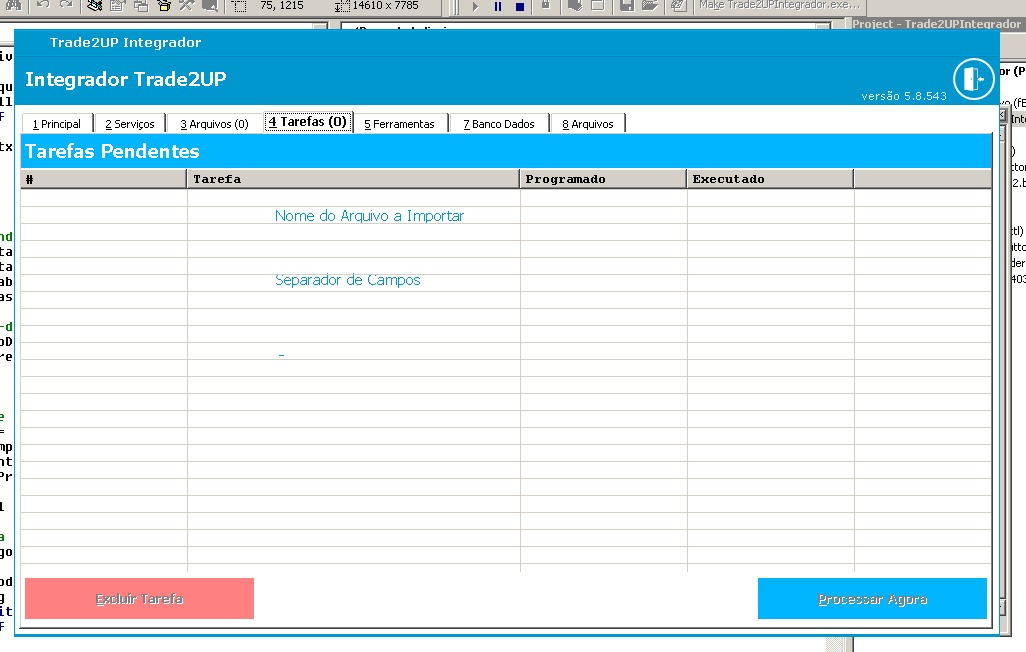 75, 1215
14610 x 7785
Make Trade2UPIntegrador.exe...
Project - Trade2UPIntegrador
Trade2UP Integrador
Integrador Trade2UP
versão 5.8.543
1 Principal
2 Serviços
3 Arquivos (0)
4 Tarefas (0)
5 Ferramentas
7 Banco Dados
8 Arquivos
Tarefas Pendentes
# Tarefa Programado Executado
Nome do Arquivo a Importar
Separador de Campos
Excluir Tarefa
Processar Agora